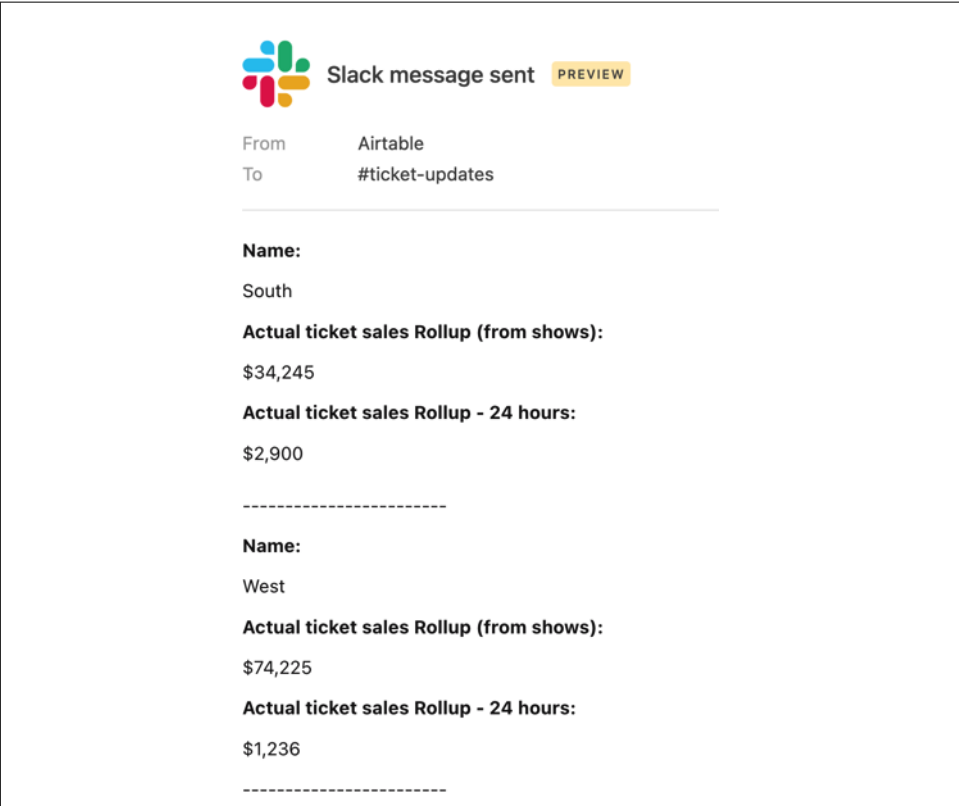 Slack message sent PREVIEW
From Airtable
To #ticket-updates
Name:
South
Actual ticket sales Rollup (from shows):
$34,245
Actual ticket sales Rollup - 24 hours:
$2,900
------------------------
Name:
West
Actual ticket sales Rollup (from shows):
$74,225
Actual ticket sales Rollup - 24 hours:
$1,236
------------------------